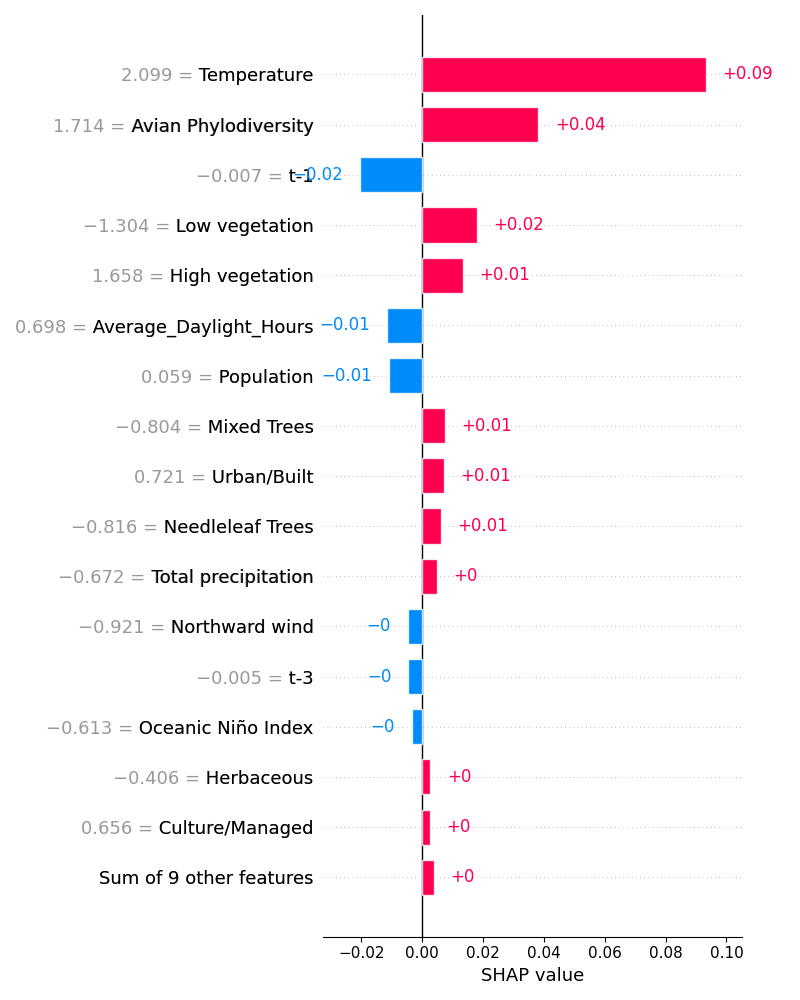 2.099 = Temperature +0.09
1.714 = Avian Phylodiversity +0.04
−0.007 = t-1 −0.02
−1.304 = Low vegetation +0.02
1.658 = High vegetation +0.01
0.698 = Average_Daylight_Hours −0.01
0.059 = Population −0.01
−0.804 = Mixed Trees +0.01
0.721 = Urban/Built +0.01
−0.816 = Needleleaf Trees +0.01
−0.672 = Total precipitation +0
−0.921 = Northward wind −0
−0.005 = t-3 −0
−0.613 = Oceanic Niño Index −0
−0.406 = Herbaceous +0
0.656 = Culture/Managed +0
Sum of 9 other features +0
−0.02 0.00 0.02 0.04 0.06 0.08 0.10
SHAP value